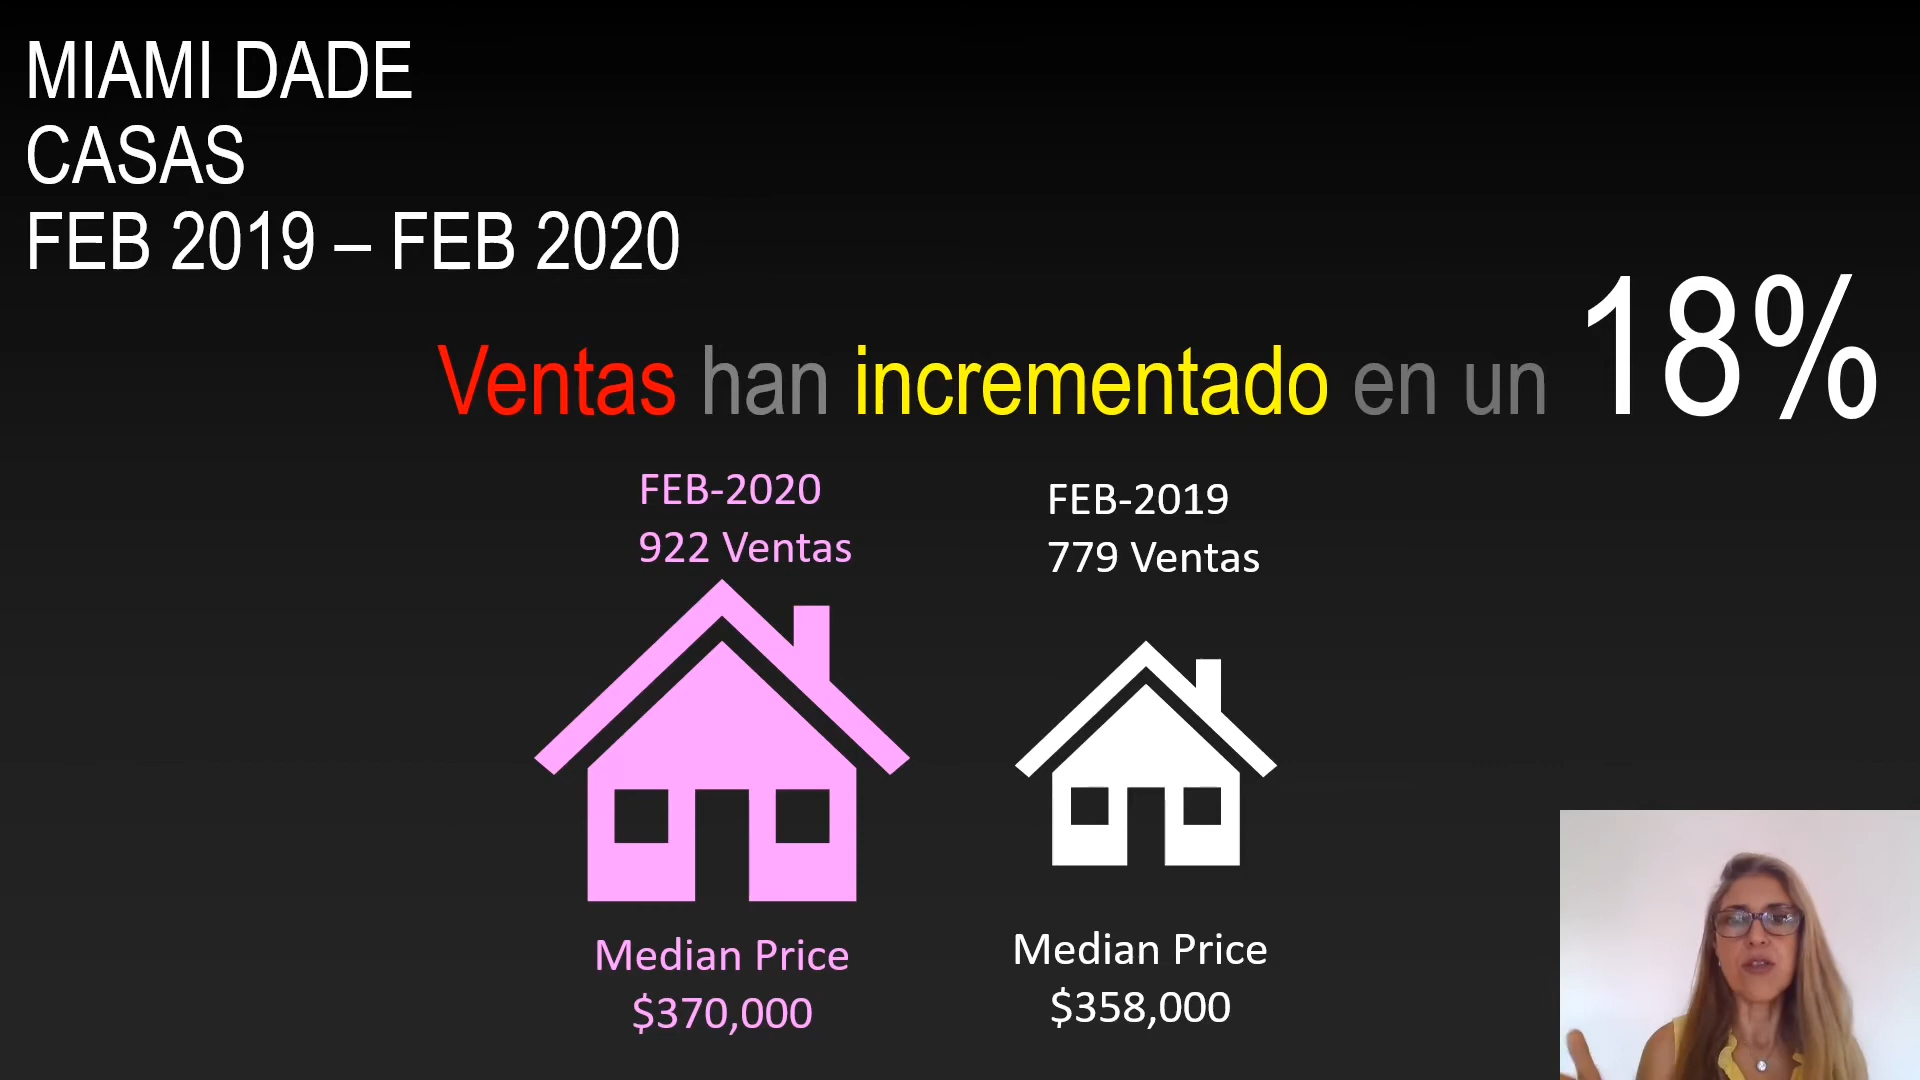 MIAMI DADE
CASAS
FEB 2019 – FEB 2020
Ventas han incrementado en un 18%
FEB-2020
922 Ventas
FEB-2019
779 Ventas
Median Price
$370,000
Median Price
$358,000